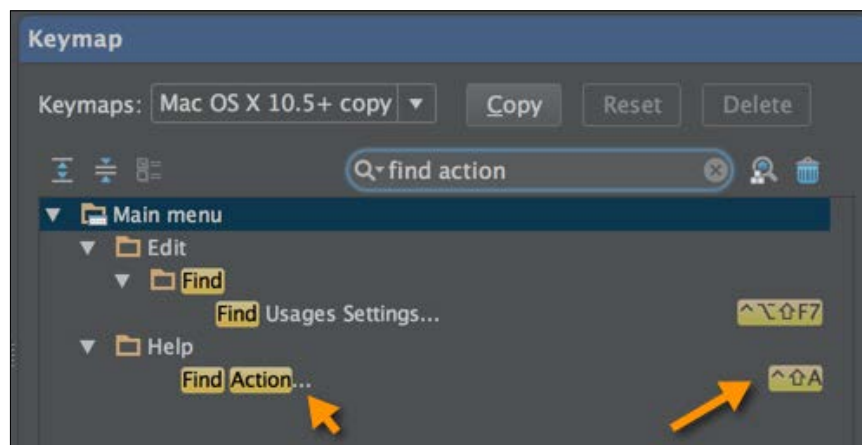 Keymap
Keymaps: Mac OS X 10.5+ copy Copy Reset Delete
find action
Main menu
Edit
Find
Find Usages Settings... ^⌥⇧F7
Help
Find Action... ^⇧A